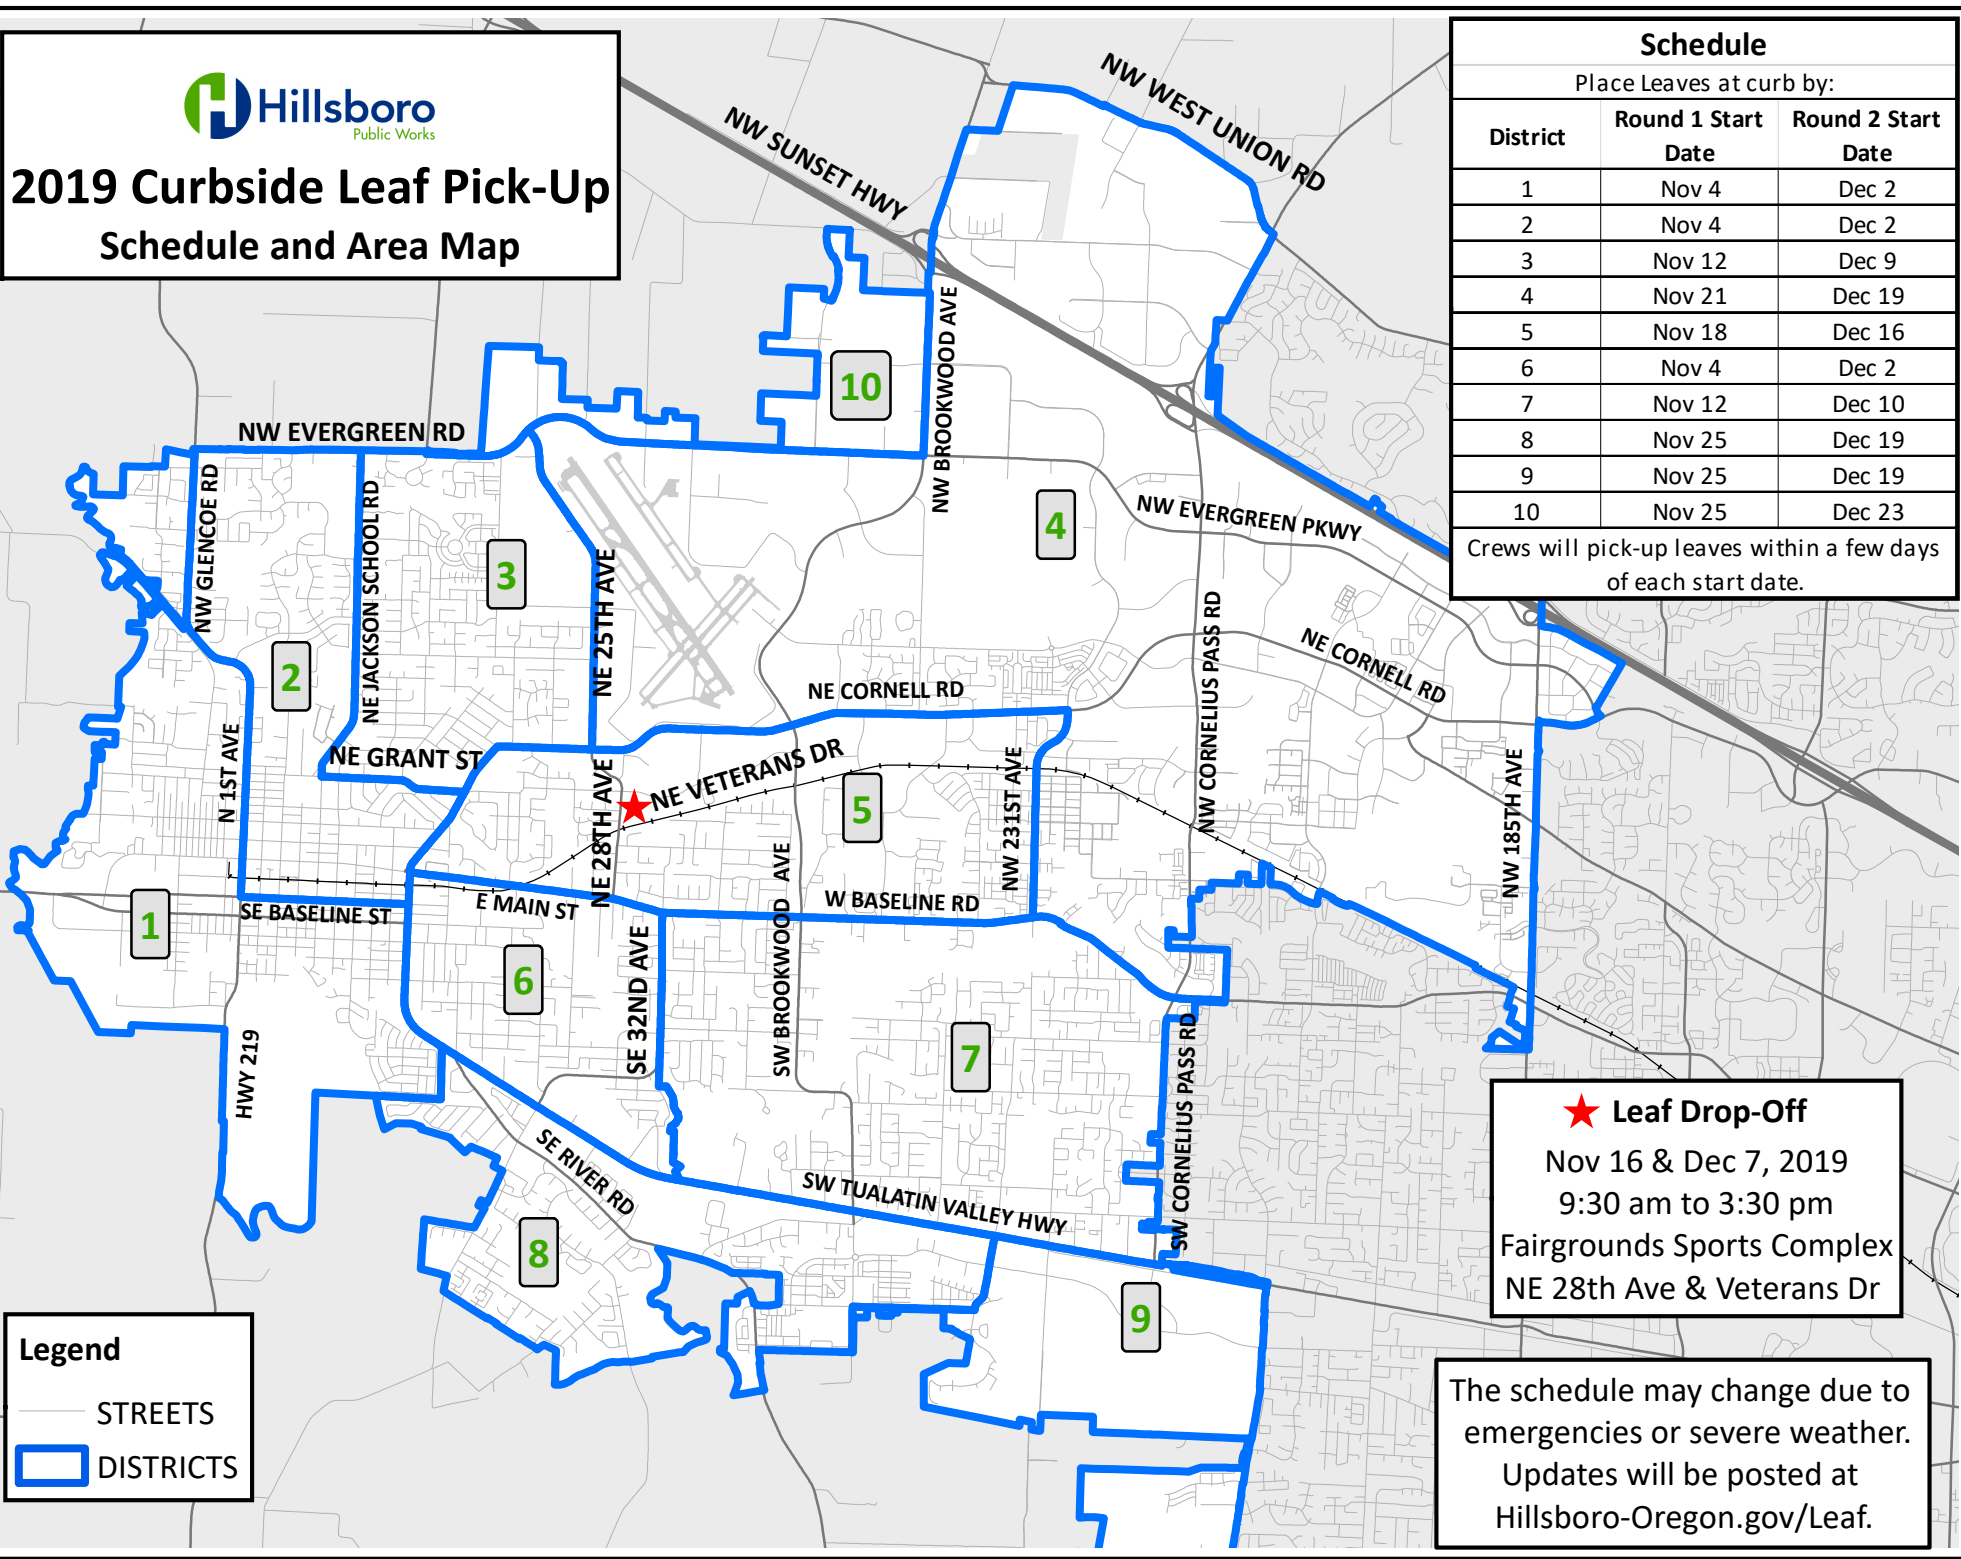 Hillsboro
Public Works
2019 Curbside Leaf Pick-Up
Schedule and Area Map
Schedule
Place Leaves at curb by:
District Round 1 Start Date Round 2 Start Date
1 Nov 4 Dec 2
2 Nov 4 Dec 2
3 Nov 12 Dec 9
4 Nov 21 Dec 19
5 Nov 18 Dec 16
6 Nov 4 Dec 2
7 Nov 12 Dec 10
8 Nov 25 Dec 19
9 Nov 25 Dec 19
10 Nov 25 Dec 23
Crews will pick-up leaves within a few days
of each start date.
NW WEST UNION RD
NW SUNSET HWY
NW BROOKWOOD AVE
10
NW EVERGREEN RD
NW GLENCOE RD
NE JACKSON SCHOOL RD
3
NE 25TH AVE
4
NW EVERGREEN PKWY
NW CORNELIUS PASS RD
NE CORNELL RD
2
NE CORNELL RD
N 1ST AVE
NE GRANT ST
NE 28TH AVE
NE VETERANS DR
5
NW 231ST AVE
NW 185TH AVE
1
SE BASELINE ST
E MAIN ST
W BASELINE RD
SW BROOKWOOD AVE
6
SE 32ND AVE
7
HWY 219
SW CORNELIUS PASS RD
SE RIVER RD
SW TUALATIN VALLEY HWY
8
9
Leaf Drop-Off
Nov 16 & Dec 7, 2019
9:30 am to 3:30 pm
Fairgrounds Sports Complex
NE 28th Ave & Veterans Dr
Legend
STREETS
DISTRICTS
The schedule may change due to
emergencies or severe weather.
Updates will be posted at
Hillsboro-Oregon.gov/Leaf.